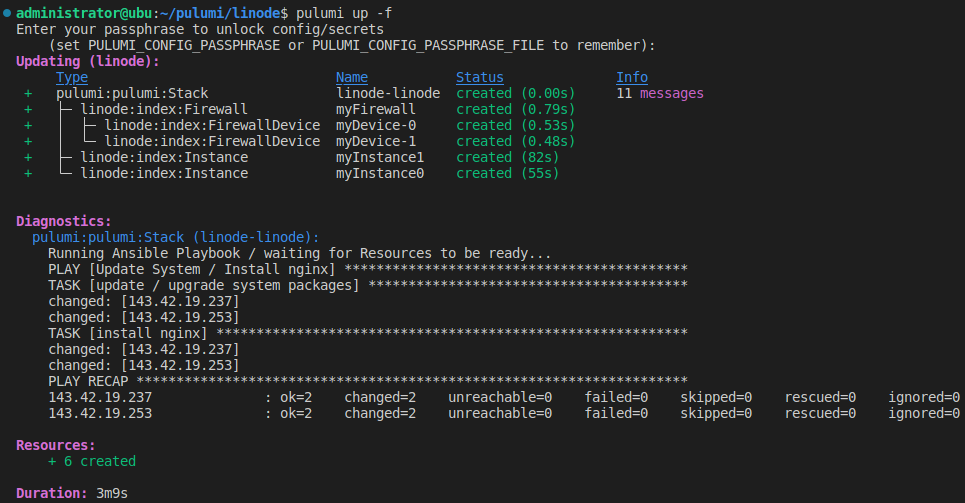 administrator@ubu:~/pulumi/linode$ pulumi up -f
Enter your passphrase to unlock config/secrets
    (set PULUMI_CONFIG_PASSPHRASE or PULUMI_CONFIG_PASSPHRASE_FILE to remember):
Updating (linode):
     Type                              Name           Status             Info
 +   pulumi:pulumi:Stack               linode-linode  created (0.00s)     11 messages
 +   ├─ linode:index:Firewall          myFirewall     created (0.79s)
 +   │  ├─ linode:index:FirewallDevice  myDevice-0     created (0.53s)
 +   │  └─ linode:index:FirewallDevice  myDevice-1     created (0.48s)
 +   ├─ linode:index:Instance          myInstance1    created (82s)
 +   └─ linode:index:Instance          myInstance0    created (55s)
Diagnostics:
  pulumi:pulumi:Stack (linode-linode):
    Running Ansible Playbook / waiting for Resources to be ready...
    PLAY [Update System / Install nginx] *******************************************
    TASK [update / upgrade system packages] ****************************************
    changed: [143.42.19.237]
    changed: [143.42.19.253]
    TASK [install nginx] ***********************************************************
    changed: [143.42.19.237]
    changed: [143.42.19.253]
    PLAY RECAP *********************************************************************
    143.42.19.237              : ok=2    changed=2    unreachable=0    failed=0    skipped=0    rescued=0    ignored=0
    143.42.19.253              : ok=2    changed=2    unreachable=0    failed=0    skipped=0    rescued=0    ignored=0
Resources:
    + 6 created
Duration: 3m9s